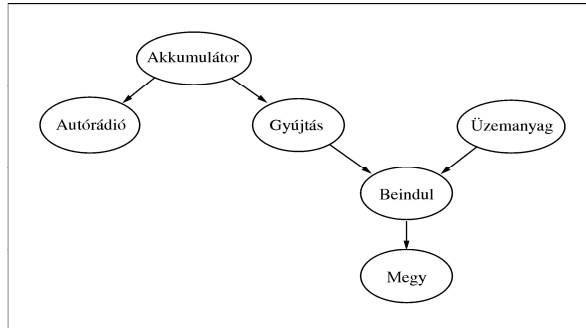 Akkumulátor
Autórádió
Gyújtás
Üzemanyag
Beindul
Megy